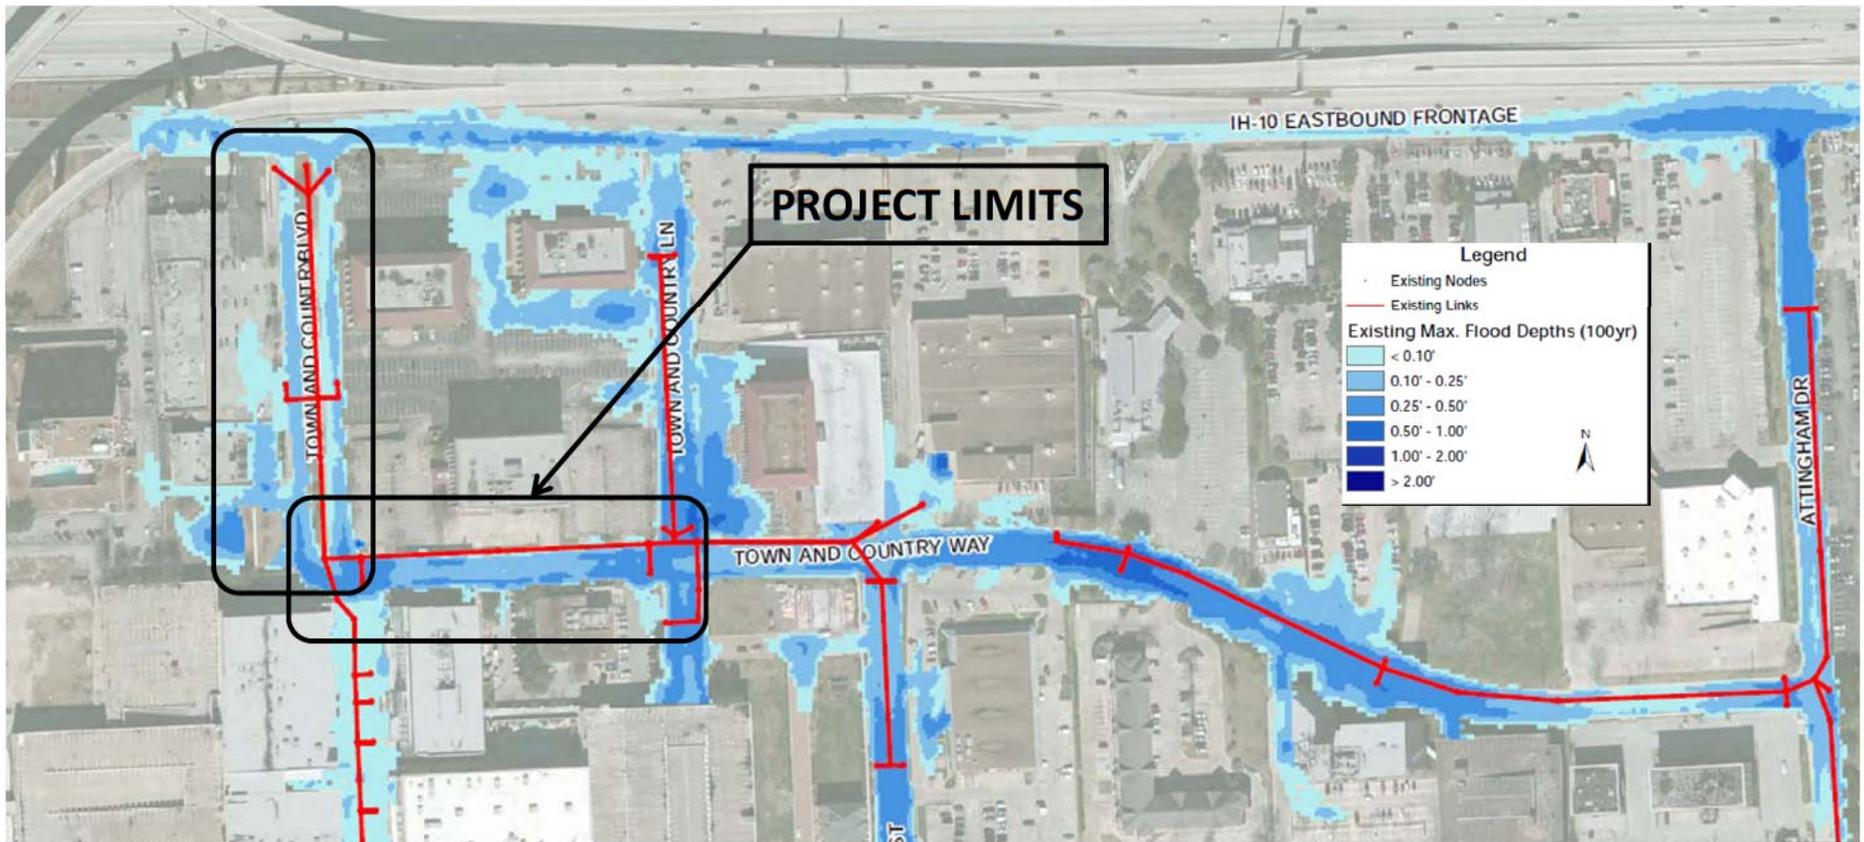 IH-10 EASTBOUND FRONTAGE
PROJECT LIMITS
TOWN AND COUNTRY BLVD
TOWN AND COUNTRY LN
Legend
Existing Nodes
Existing Links
Existing Max. Flood Depths (100yr)
< 0.10'
0.10' - 0.25'
0.25' - 0.50'
0.50' - 1.00'
1.00' - 2.00'
> 2.00'
N
ATTINGHAM DR
TOWN AND COUNTRY WAY
ST